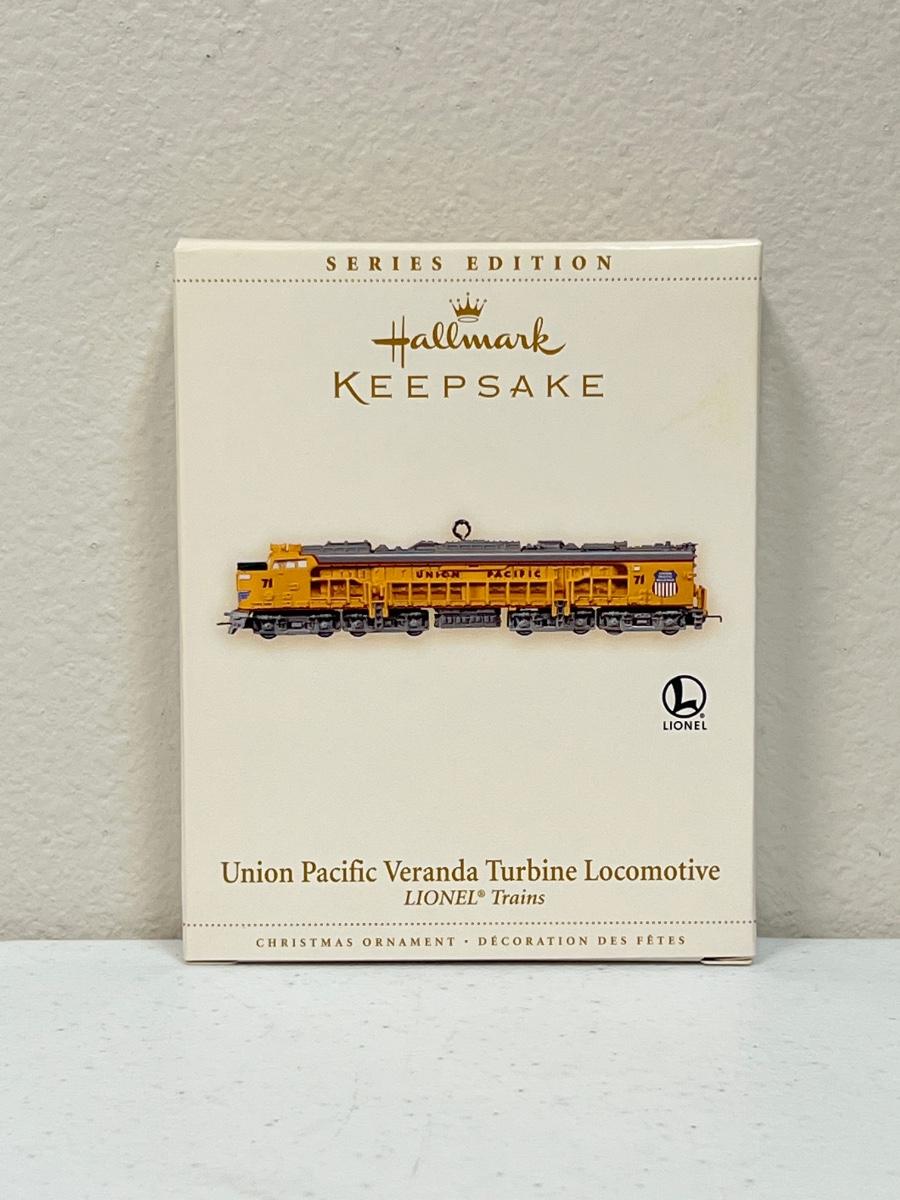 SERIES EDITION
Hallmark
KEEPSAKE
71 UNION PACIFIC 71
LIONEL
Union Pacific Veranda Turbine Locomotive
LIONEL® Trains
CHRISTMAS ORNAMENT · DÉCORATION DES FÊTES